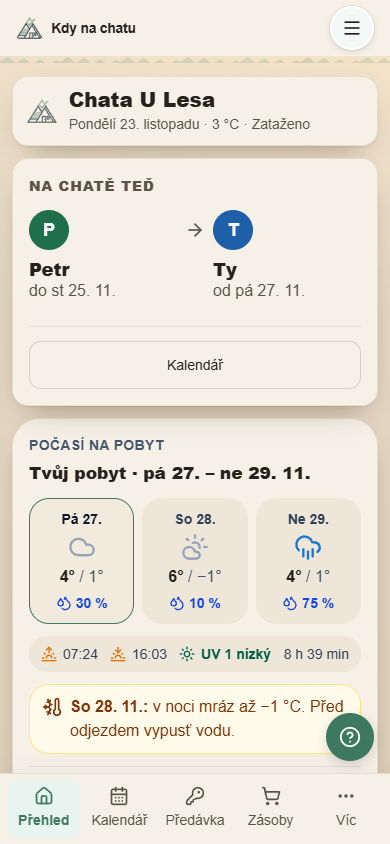 Kdy na chatu
Chata U Lesa
Pondělí 23. listopadu · 3 °C · Zataženo
NA CHATĚ TEĎ
P → T
Petr Ty
do st 25. 11. od pá 27. 11.
Kalendář
POČASÍ NA POBYT
Tvůj pobyt · pá 27. – ne 29. 11.
Pá 27. So 28. Ne 29.
4° / 1° 6° / −1° 4° / 1°
30 % 10 % 75 %
07:24 16:03 UV 1 nízký 8 h 39 min
So 28. 11.: v noci mráz až −1 °C. Před
odjezdem vypusť vodu.
Přehled Kalendář Předávka Zásoby Víc